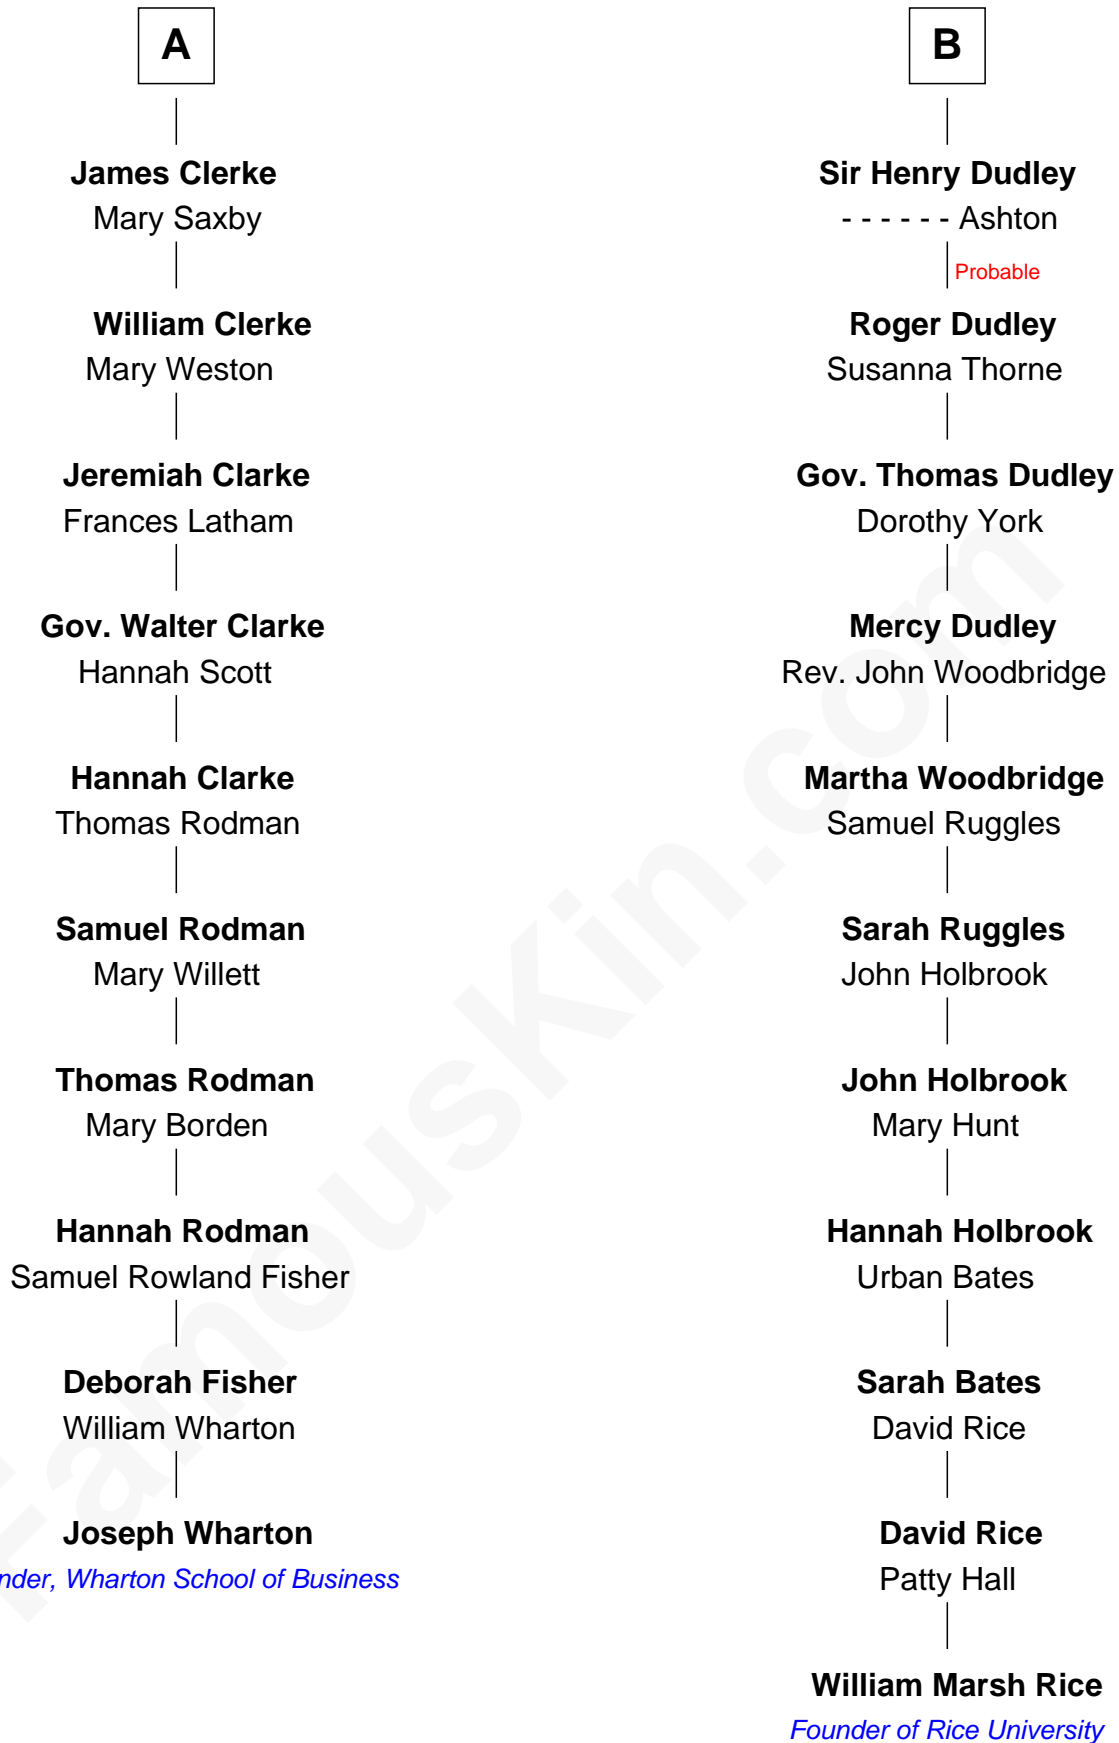 A
James Clerke
Mary Saxby
William Clerke
Mary Weston
Jeremiah Clarke
Frances Latham
Gov. Walter Clarke
Hannah Scott
Hannah Clarke
Thomas Rodman
Samuel Rodman
Mary Willett
Thomas Rodman
Mary Borden
Hannah Rodman
Samuel Rowland Fisher
Deborah Fisher
William Wharton
Joseph Wharton
nder, Wharton School of Business
B
Sir Henry Dudley
- - - - - - Ashton
Probable
Roger Dudley
Susanna Thorne
Gov. Thomas Dudley
Dorothy York
Mercy Dudley
Rev. John Woodbridge
Martha Woodbridge
Samuel Ruggles
Sarah Ruggles
John Holbrook
John Holbrook
Mary Hunt
Hannah Holbrook
Urban Bates
Sarah Bates
David Rice
David Rice
Patty Hall
William Marsh Rice
Founder of Rice University
FamousKin.com